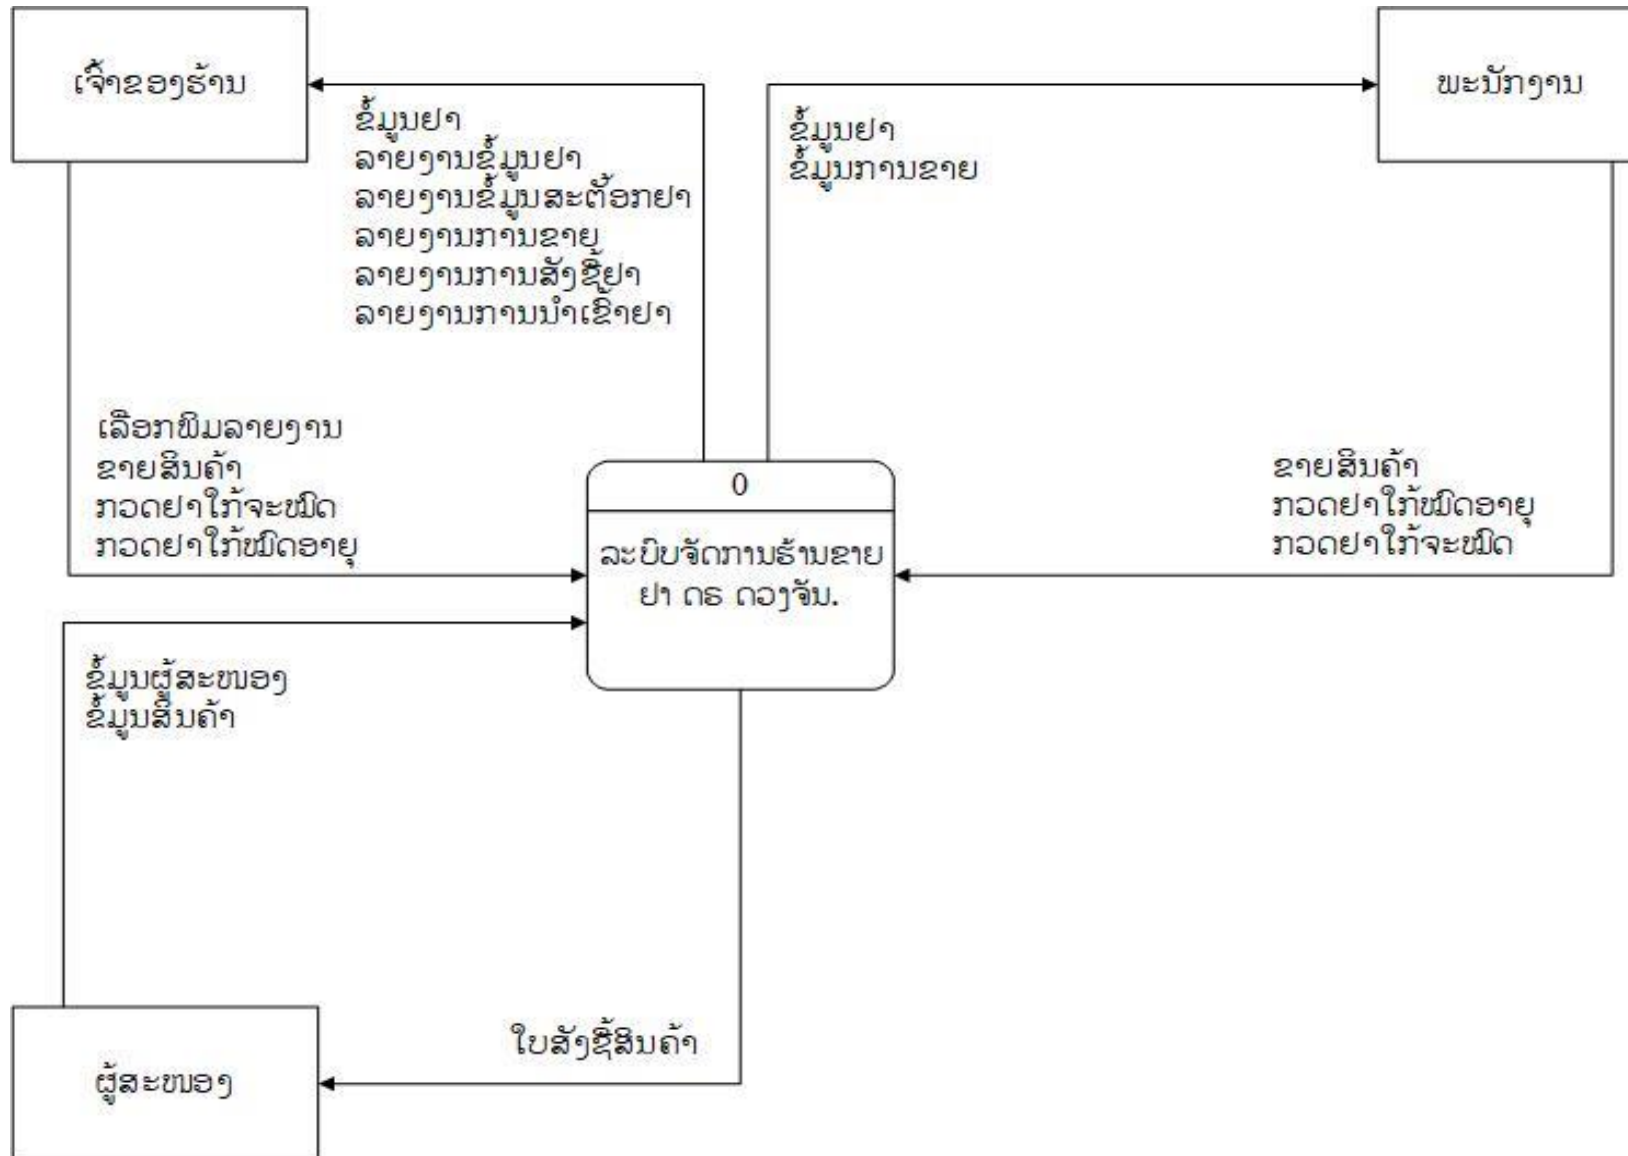 ເຈົ້າຂອງຮ້ານ
ພະນັກງານ
ຂໍ້ມູນຢາ
ລາຍງານຂໍ້ມູນຢາ
ລາຍງານຂໍ້ມູນສະຕັອກຢາ
ລາຍງານການຂາຍ
ລາຍງານການສັ່ງຊື້ຢາ
ລາຍງານການນຳເຂົ້າຢາ
ຂໍ້ມູນຢາ
ຂໍ້ມູນການຂາຍ
ເລືອກພິມລາຍງານ
ຂາຍສິນຄ້າ
ກວດຢາໃກ້ຈະໝົດ
ກວດຢາໃກ້ໝົດອາຍຸ
0
ລະບົບຈັດການຮ້ານຂາຍ
ຢາ ດຣ ດວງຈັນ.
ຂາຍສິນຄ້າ
ກວດຢາໃກ້ໝົດອາຍຸ
ກວດຢາໃກ້ຈະໝົດ
ຂໍ້ມູນຜູ້ສະໜອງ
ຂໍ້ມູນສິນຄ້າ
ໃບສັ່ງຊື້ສິນຄ້າ
ຜູ້ສະໜອງ